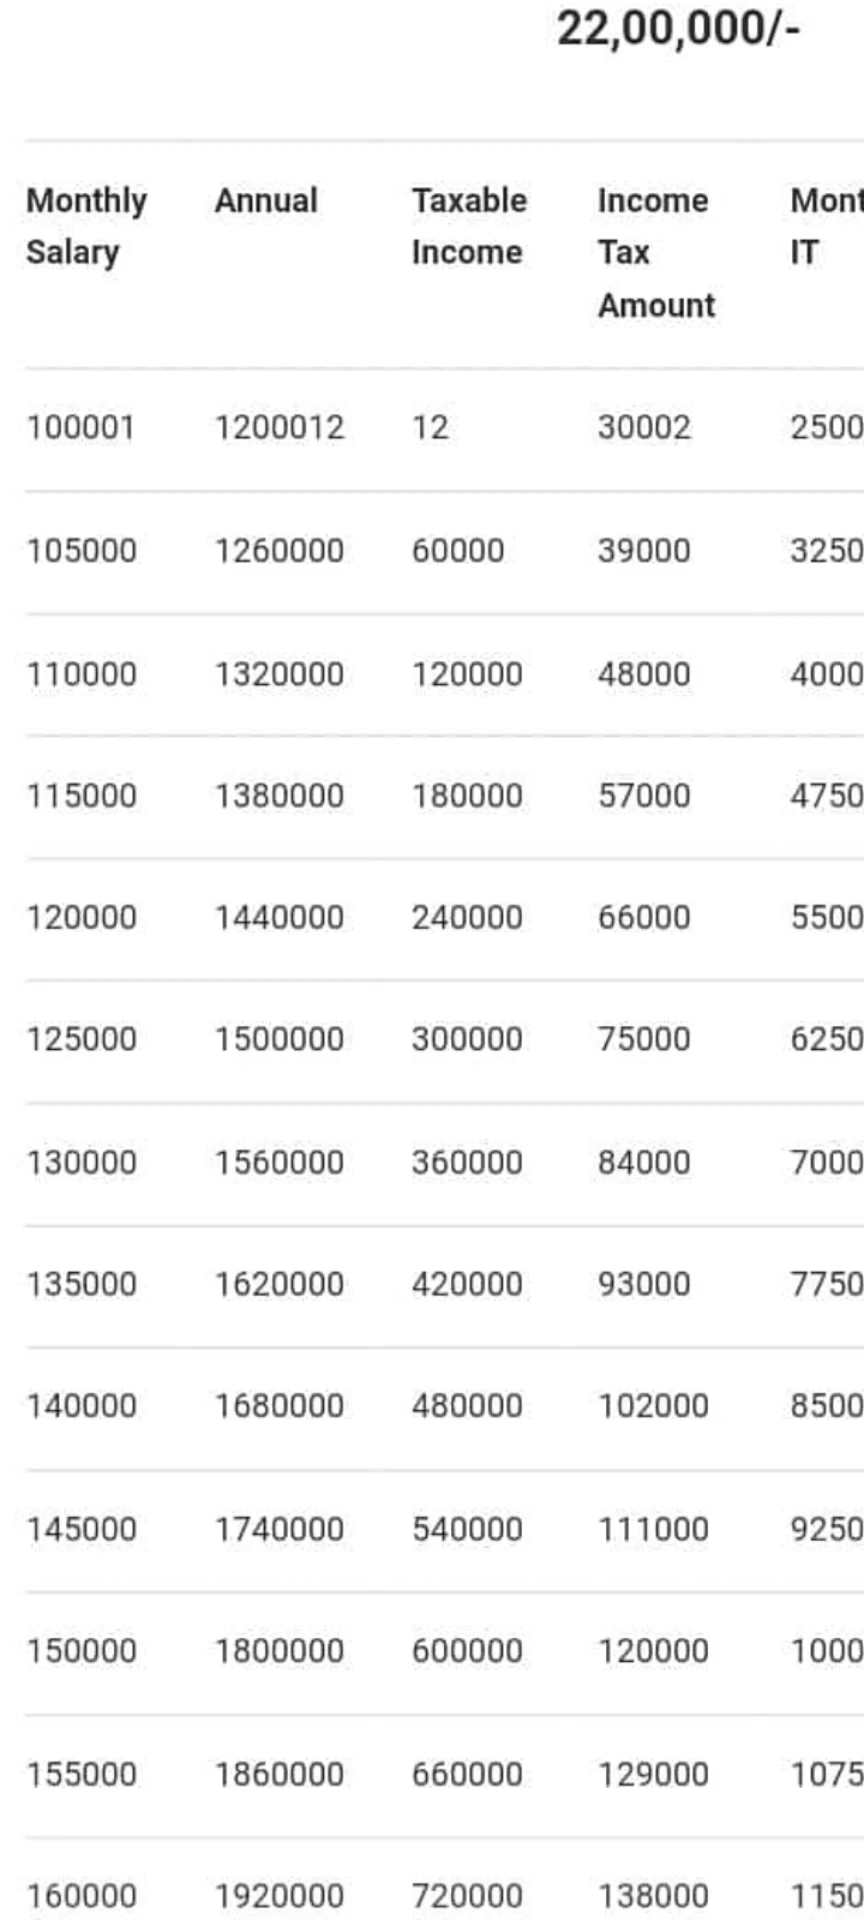 22,00,000/-
Monthly Salary Annual Taxable Income Income Tax Amount Mont IT
100001 1200012 12 30002 2500
105000 1260000 60000 39000 3250
110000 1320000 120000 48000 4000
115000 1380000 180000 57000 4750
120000 1440000 240000 66000 5500
125000 1500000 300000 75000 6250
130000 1560000 360000 84000 7000
135000 1620000 420000 93000 7750
140000 1680000 480000 102000 8500
145000 1740000 540000 111000 9250
150000 1800000 600000 120000 1000
155000 1860000 660000 129000 1075
160000 1920000 720000 138000 1150